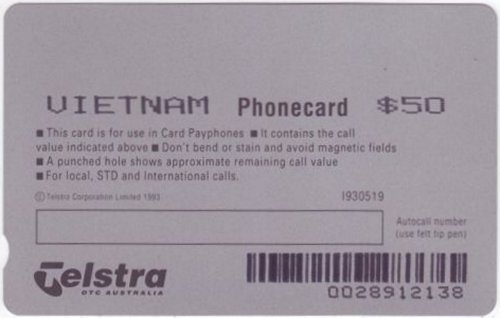 VIETNAM Phonecard $50
■ This card is for use in Card Payphones ■ It contains the call
value indicated above ■ Don't bend or stain and avoid magnetic fields
■ A punched hole shows approximate remaining call value
■ For local, STD and International calls.
© Telstra Corporation Limited 1993 I930519
Autocall number
(use felt tip pen)
Telstra
OTC AUSTRALIA
0028912138